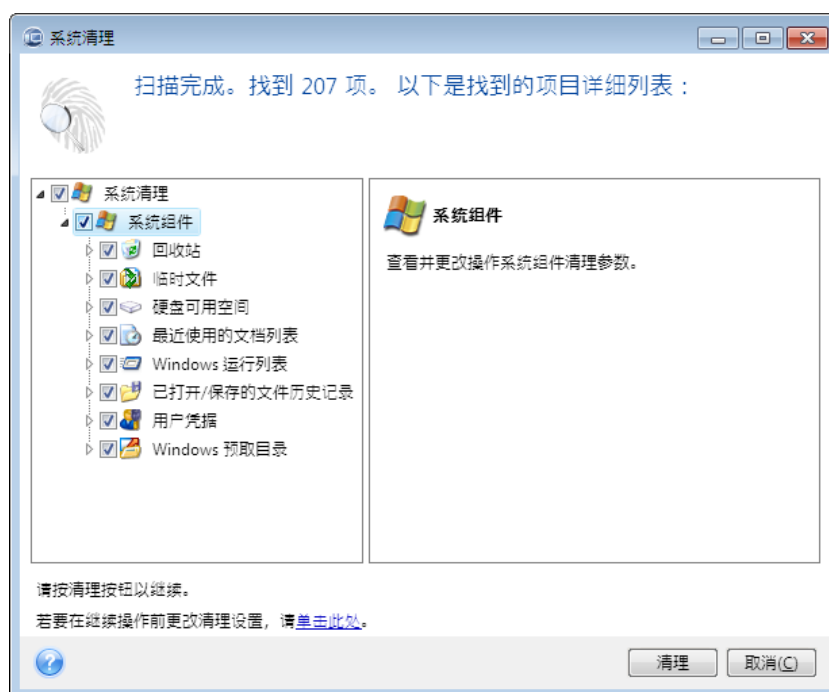 系统清理
扫描完成。找到 207 项。 以下是找到的项目详细列表：
系统清理
系统组件
回收站
临时文件
硬盘可用空间
最近使用的文档列表
Windows 运行列表
已打开/保存的文件历史记录
用户凭据
Windows 预取目录
系统组件
查看并更改操作系统组件清理参数。
请按清理按钮以继续。
若要在继续操作前更改清理设置，请单击此处。
清理
取消(C)